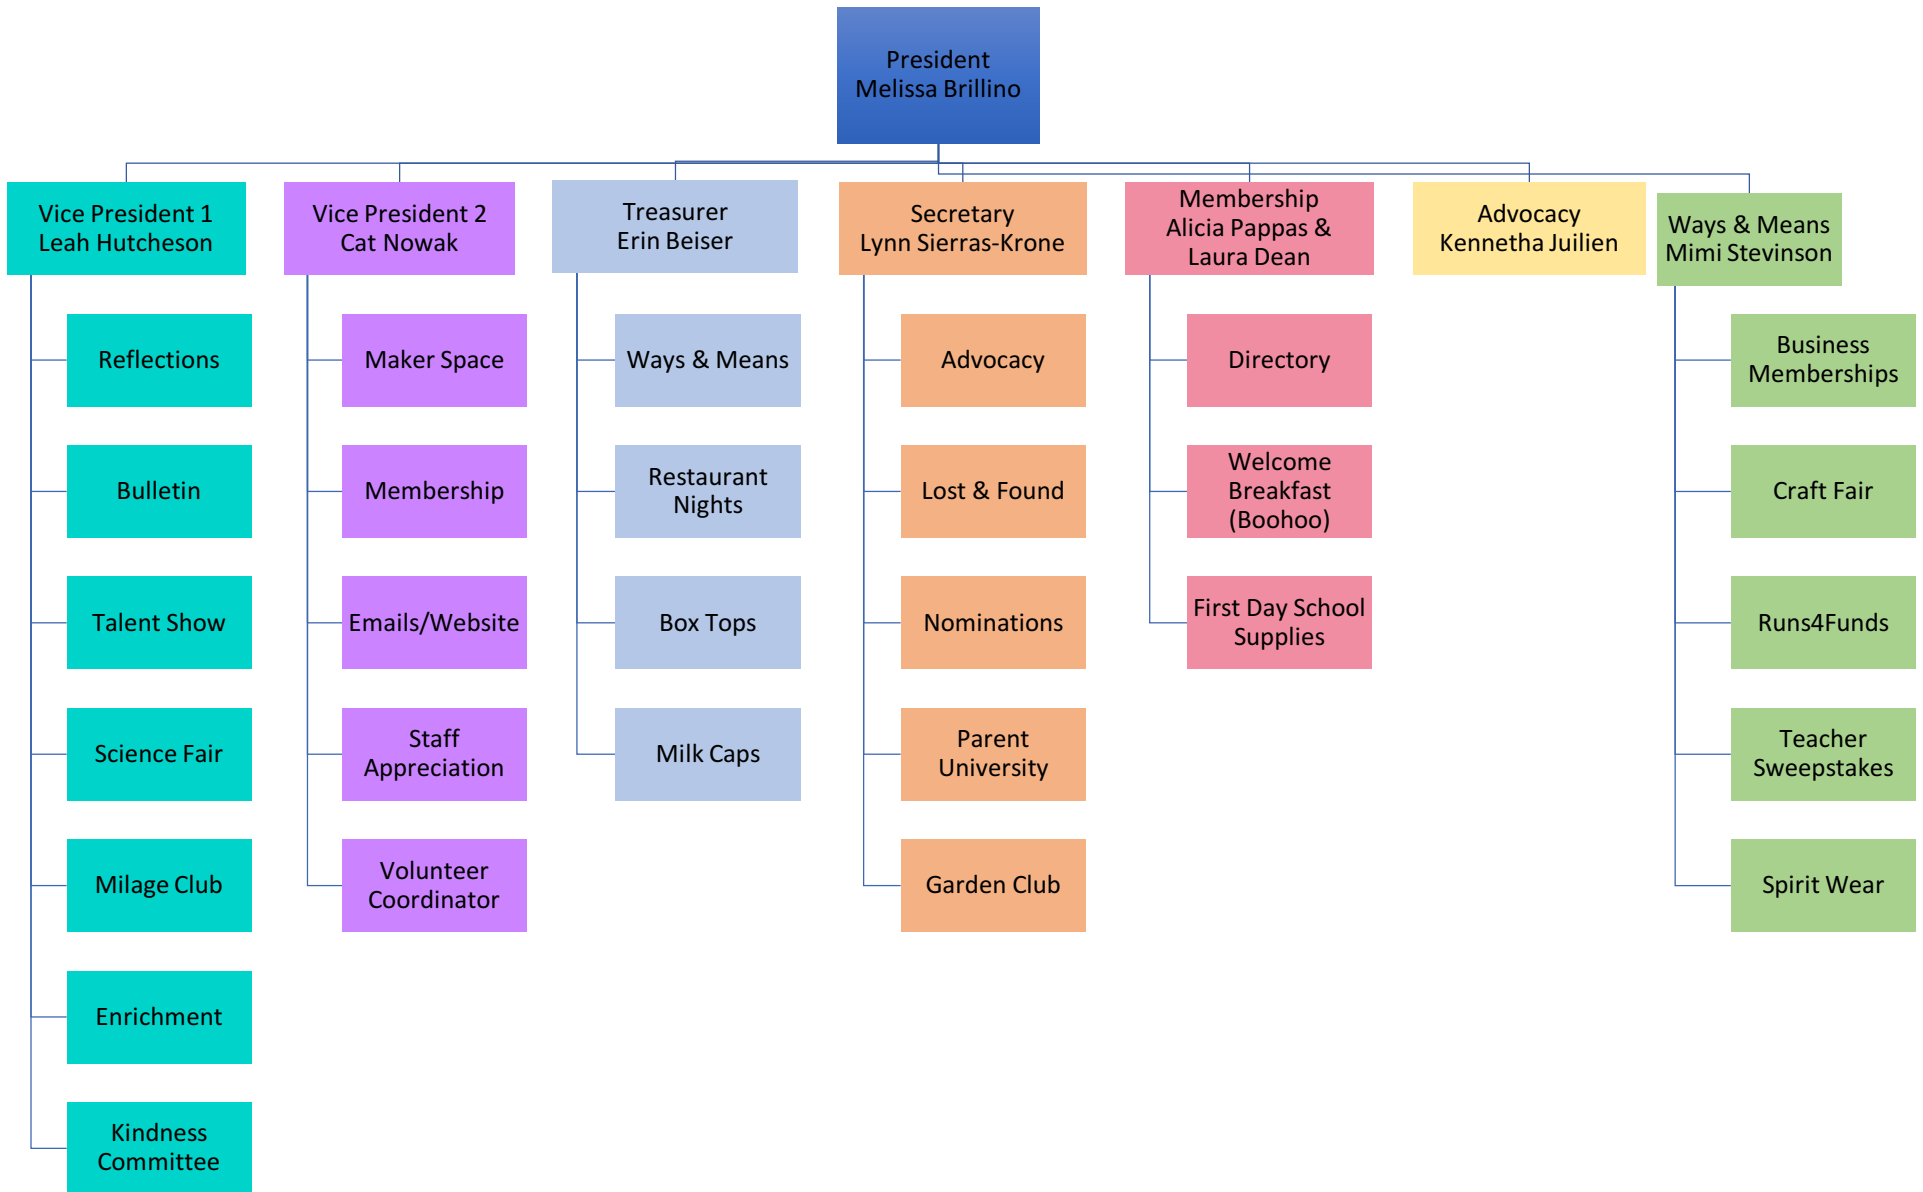 President
Melissa Brillino
Vice President 1
Leah Hutcheson
Reflections
Bulletin
Talent Show
Science Fair
Milage Club
Enrichment
Kindness
Committee
Vice President 2
Cat Nowak
Maker Space
Membership
Emails/Website
Staff
Appreciation
Volunteer
Coordinator
Treasurer
Erin Beiser
Ways & Means
Restaurant
Nights
Box Tops
Milk Caps
Secretary
Lynn Sierras-Krone
Advocacy
Lost & Found
Nominations
Parent
University
Garden Club
Membership
Alicia Pappas &
Laura Dean
Directory
Welcome
Breakfast
(Boohoo)
First Day School
Supplies
Advocacy
Kennetha Juilien
Ways & Means
Mimi Stevinson
Business
Memberships
Craft Fair
Runs4Funds
Teacher
Sweepstakes
Spirit Wear